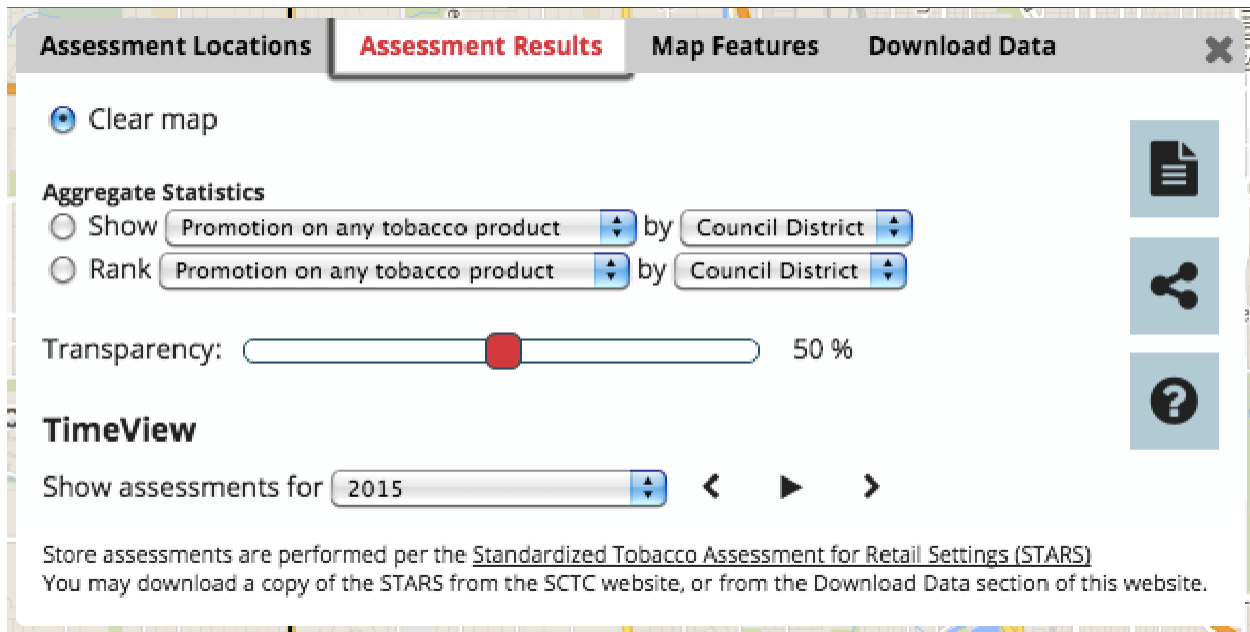 Assessment Locations Assessment Results Map Features Download Data
Clear map
Aggregate Statistics
Show Promotion on any tobacco product by Council District
Rank Promotion on any tobacco product by Council District
Transparency: 50 %
TimeView
Show assessments for 2015
Store assessments are performed per the Standardized Tobacco Assessment for Retail Settings (STARS)
You may download a copy of the STARS from the SCTC website, or from the Download Data section of this website.